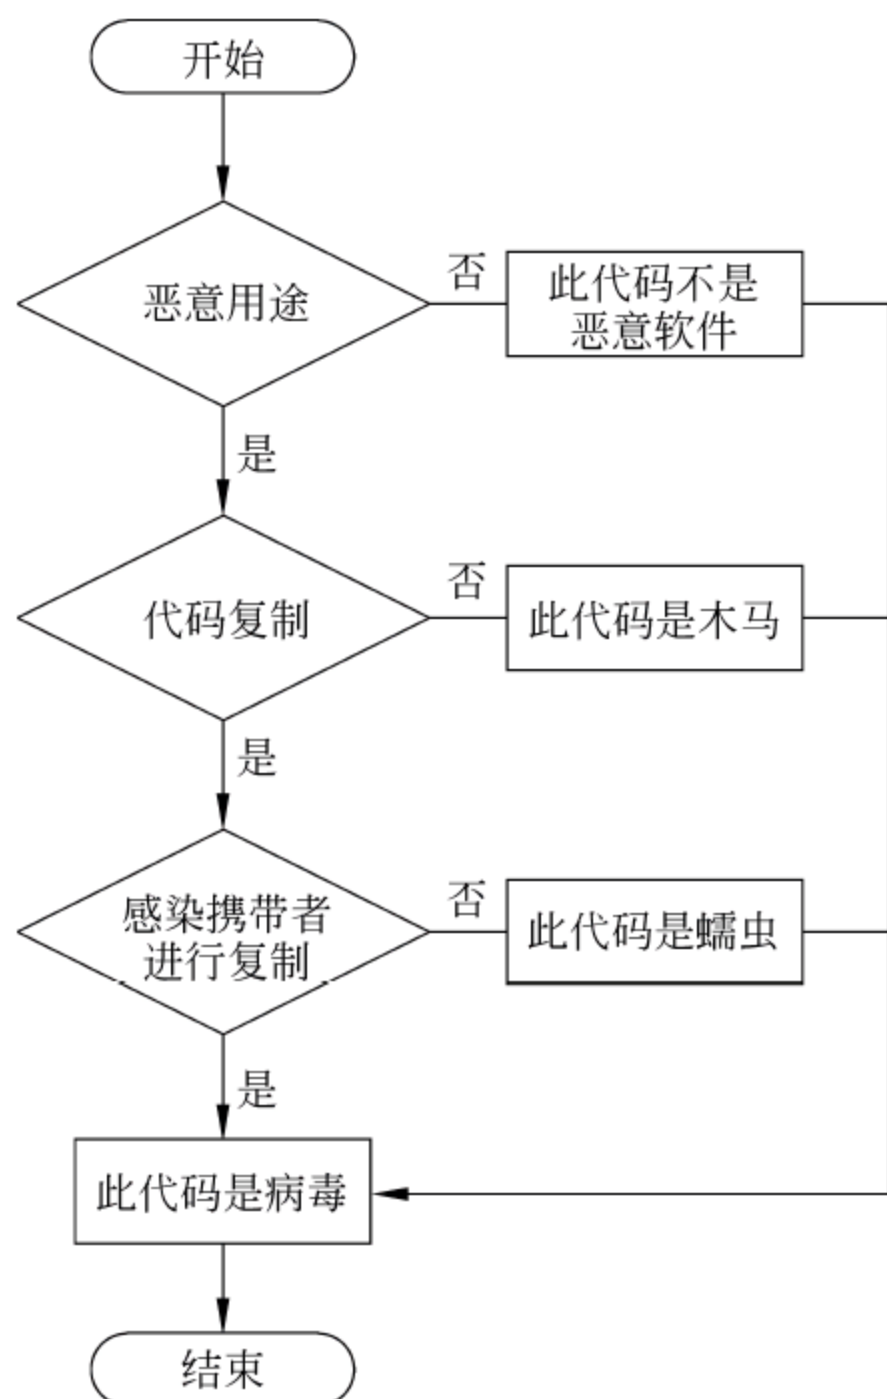 开始
恶意用途
否
此代码不是
恶意软件
是
代码复制
否
此代码是木马
是
感染携带者
进行复制
否
此代码是蠕虫
是
此代码是病毒
结束